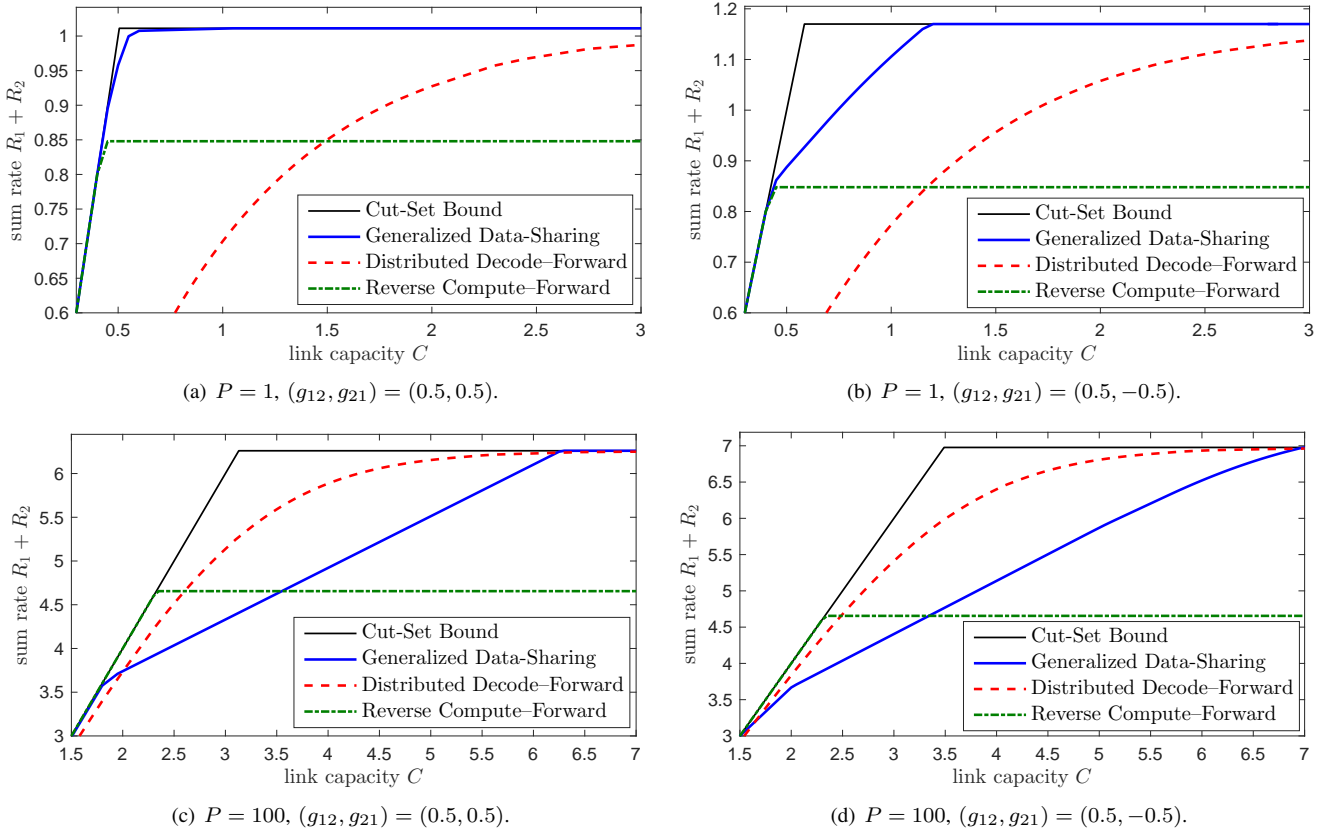 1.2
1.15
1.1
1
0.95
0.9
0.85
0.8
0.75
0.7
0.65
0.6
1
0.9
0.8
0.7
0.6
sum rate R₁ + R₂
sum rate R₁ + R₂
Cut-Set Bound
Generalized Data-Sharing
Distributed Decode–Forward
Reverse Compute–Forward
Cut-Set Bound
Generalized Data-Sharing
Distributed Decode–Forward
Reverse Compute–Forward
0.5 1 1.5 2 2.5 3
0.5 1 1.5 2 2.5 3
link capacity C
link capacity C
(a) P = 1, (g₁₂, g₂₁) = (0.5, 0.5).
(b) P = 1, (g₁₂, g₂₁) = (0.5, −0.5).
6
5.5
5
4.5
4
3.5
3
7
6.5
6
5.5
5
4.5
4
3.5
3
sum rate R₁ + R₂
sum rate R₁ + R₂
Cut-Set Bound
Generalized Data-Sharing
Distributed Decode–Forward
Reverse Compute–Forward
Cut-Set Bound
Generalized Data-Sharing
Distributed Decode–Forward
Reverse Compute–Forward
1.5 2 2.5 3 3.5 4 4.5 5 5.5 6 6.5 7
1.5 2 2.5 3 3.5 4 4.5 5 5.5 6 6.5 7
link capacity C
link capacity C
(c) P = 100, (g₁₂, g₂₁) = (0.5, 0.5).
(d) P = 100, (g₁₂, g₂₁) = (0.5, −0.5).